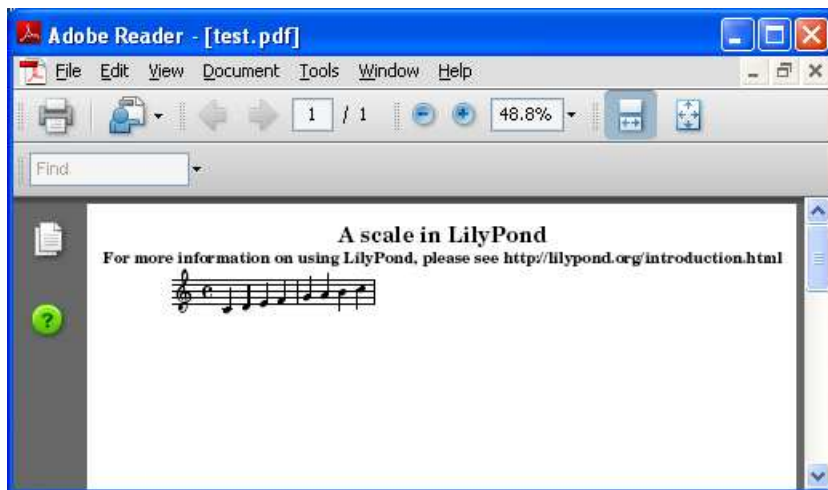 Adobe Reader - [test.pdf]
File Edit View Document Tools Window Help
1 / 1 48.8%
Find
A scale in LilyPond
For more information on using LilyPond, please see http://lilypond.org/introduction.html